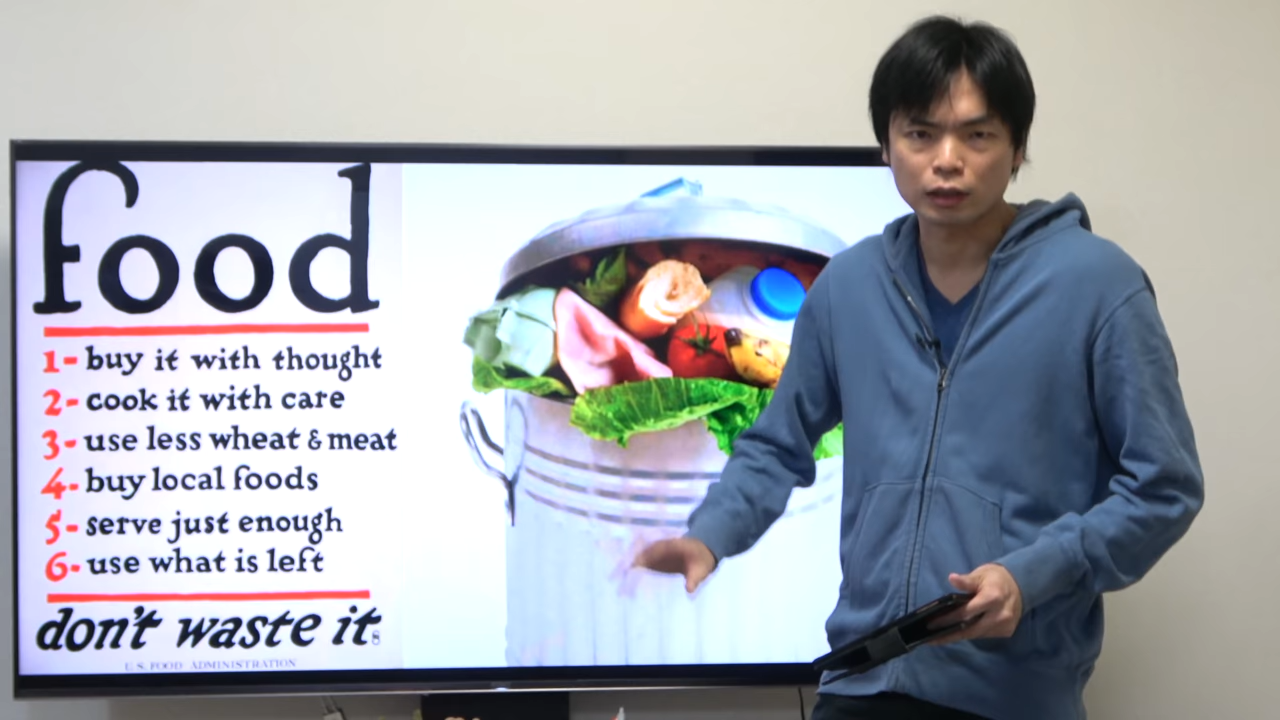 food
1- buy it with thought
2- cook it with care
3- use less wheat & meat
4- buy local foods
5- serve just enough
6- use what is left
don't waste it
U.S. FOOD ADMINISTRATION